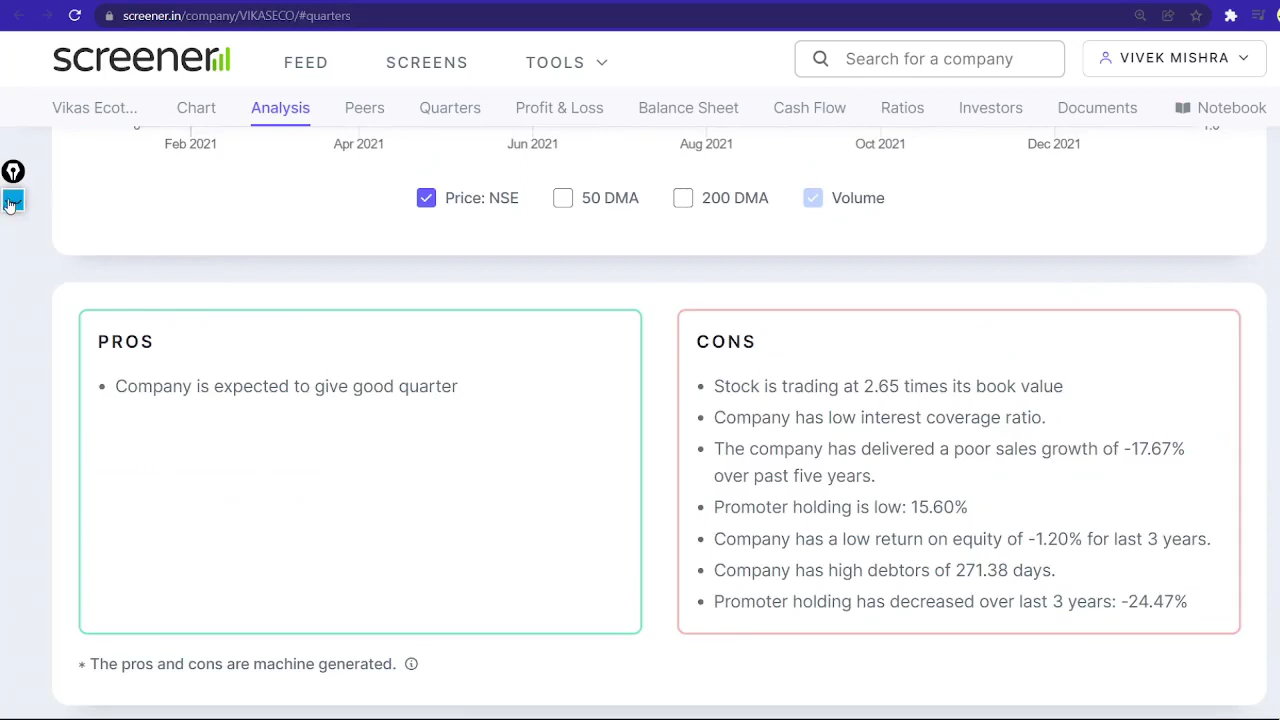 screener.in/company/VIKASECO/#quarters
screener
FEED
SCREENS
TOOLS
Search for a company
VIVEK MISHRA
Vikas Ecot...
Chart
Analysis
Peers
Quarters
Profit & Loss
Balance Sheet
Cash Flow
Ratios
Investors
Documents
Notebook
0
1.0
Feb 2021
Apr 2021
Jun 2021
Aug 2021
Oct 2021
Dec 2021
Price: NSE
50 DMA
200 DMA
Volume
PROS
• Company is expected to give good quarter
CONS
• Stock is trading at 2.65 times its book value
• Company has low interest coverage ratio.
• The company has delivered a poor sales growth of -17.67%
over past five years.
• Promoter holding is low: 15.60%
• Company has a low return on equity of -1.20% for last 3 years.
• Company has high debtors of 271.38 days.
• Promoter holding has decreased over last 3 years: -24.47%
* The pros and cons are machine generated.